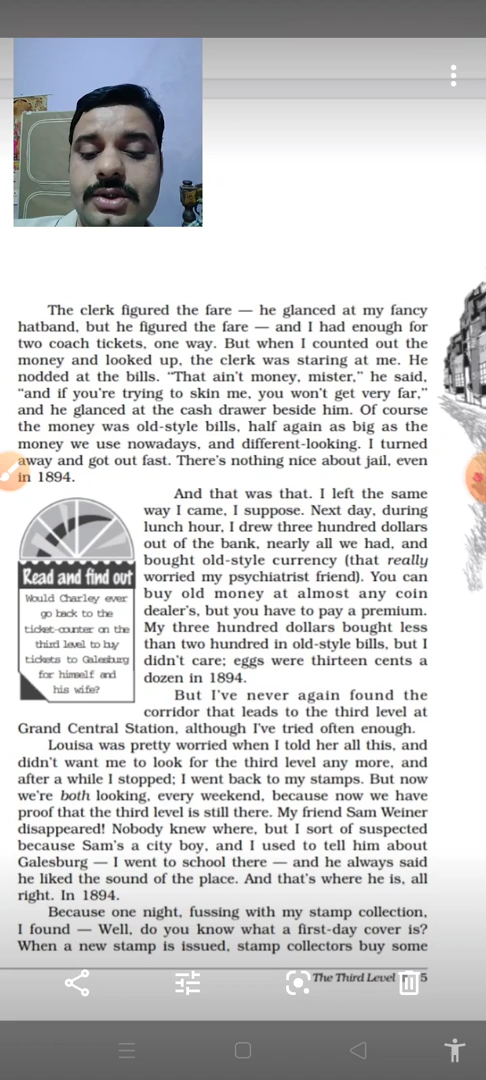 The clerk figured the fare — he glanced at my fancy
hatband, but he figured the fare — and I had enough for
two coach tickets, one way. But when I counted out the
money and looked up, the clerk was staring at me. He
nodded at the bills. “That ain't money, mister,” he said,
“and if you're trying to skin me, you won't get very far,”
and he glanced at the cash drawer beside him. Of course
the money was old-style bills, half again as big as the
money we use nowadays, and different-looking. I turned
away and got out fast. There's nothing nice about jail, even
in 1894.
And that was that. I left the same
way I came, I suppose. Next day, during
lunch hour, I drew three hundred dollars
out of the bank, nearly all we had, and
bought old-style currency (that really
worried my psychiatrist friend). You can
buy old money at almost any coin
dealer's, but you have to pay a premium.
My three hundred dollars bought less
than two hundred in old-style bills, but I
didn't care; eggs were thirteen cents a
dozen in 1894.
Read and find out
Would Charley ever
go back to the
ticket-counter on the
third level to buy
tickets to Galesburg
for himself and
his wife?
But I've never again found the
corridor that leads to the third level at
Grand Central Station, although I've tried often enough.
Louisa was pretty worried when I told her all this, and
didn't want me to look for the third level any more, and
after a while I stopped; I went back to my stamps. But now
we're both looking, every weekend, because now we have
proof that the third level is still there. My friend Sam Weiner
disappeared! Nobody knew where, but I sort of suspected
because Sam's a city boy, and I used to tell him about
Galesburg — I went to school there — and he always said
he liked the sound of the place. And that's where he is, all
right. In 1894.
Because one night, fussing with my stamp collection,
I found — Well, do you know what a first-day cover is?
When a new stamp is issued, stamp collectors buy some
The Third Level 5